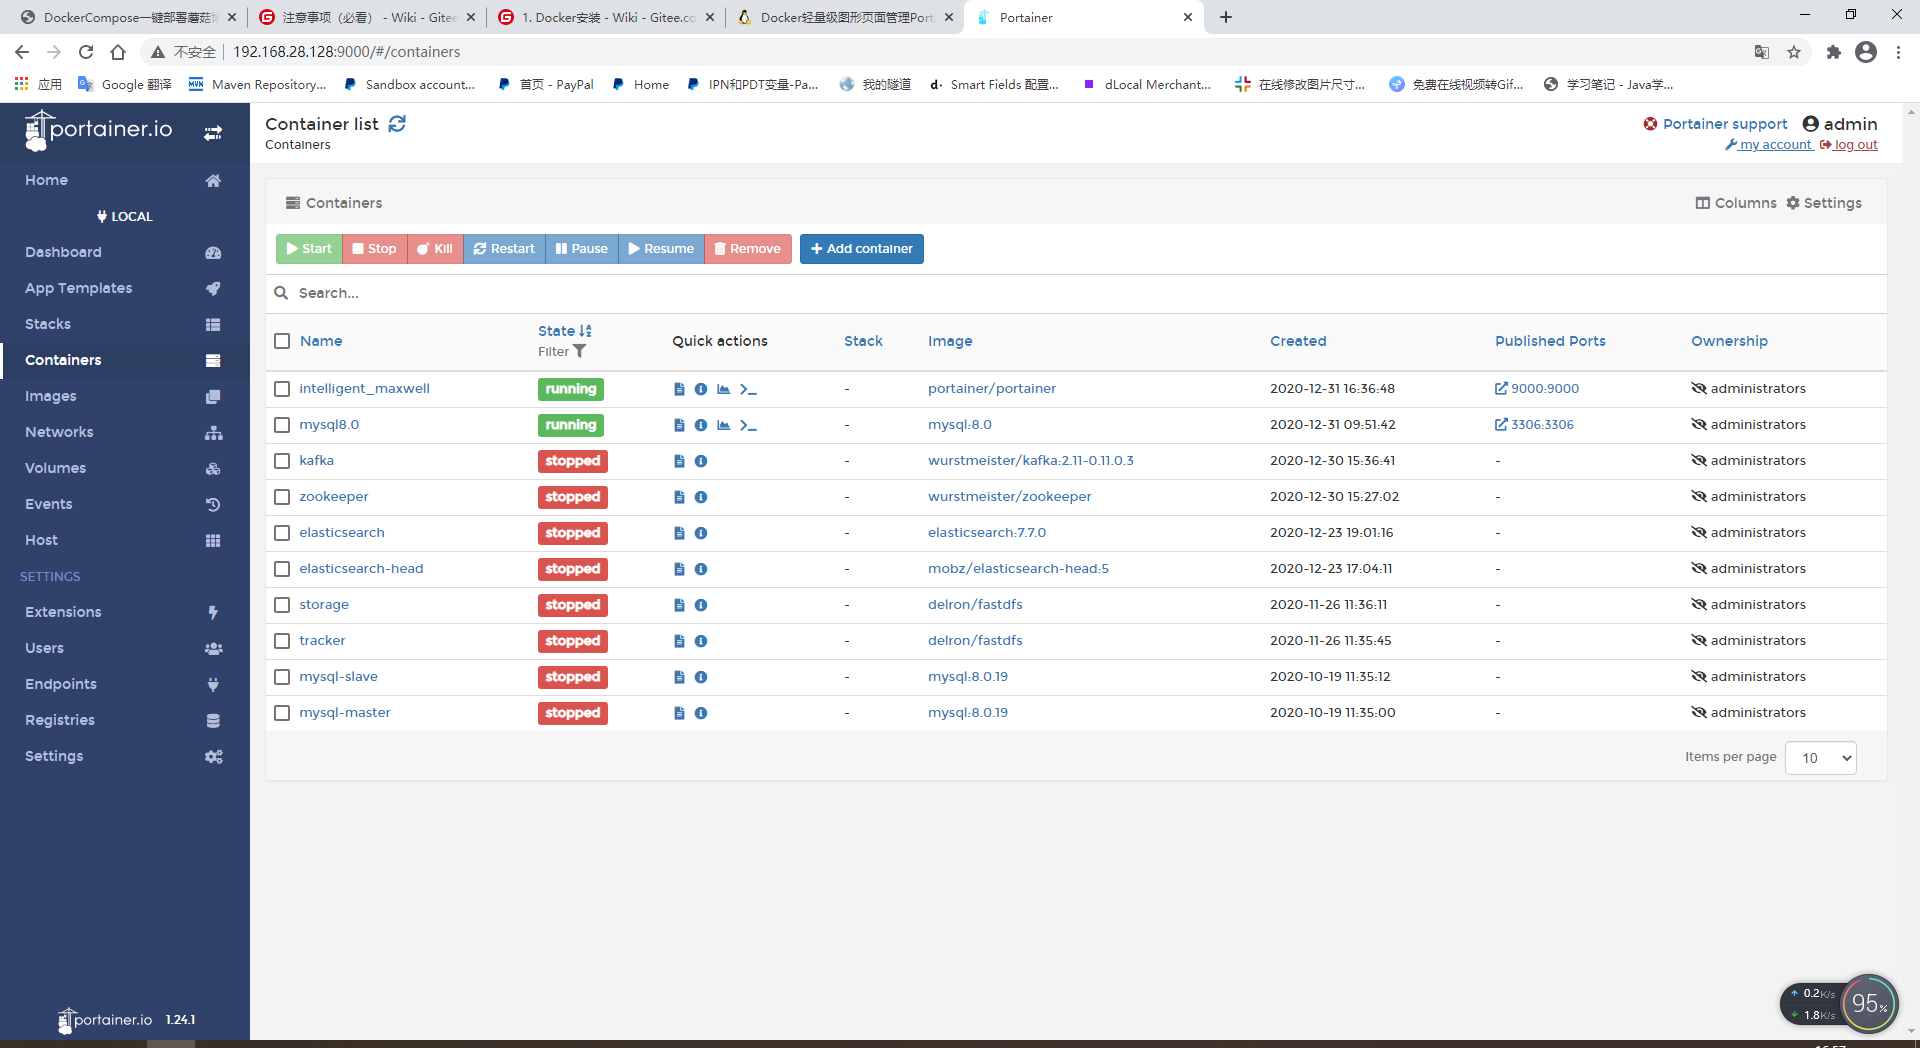 DockerCompose一键部署蘑菇
注意事项（必看） - Wiki - Gitee
1. Docker安装 - Wiki - Gitee.co
Docker轻量级图形页面管理Port
Portainer
不安全 | 192.168.28.128:9000/#/containers
应用
Google 翻译
MVN Maven Repository...
Sandbox account...
首页 - PayPal
Home
IPN和PDT变量-Pa...
我的隧道
d· Smart Fields 配置...
dLocal Merchant...
在线修改图片尺寸...
免费在线视频转Gif...
学习笔记 - Java学...
portainer.io
Home
LOCAL
Dashboard
App Templates
Stacks
Containers
Images
Networks
Volumes
Events
Host
SETTINGS
Extensions
Users
Endpoints
Registries
Settings
portainer.io 1.24.1
Container list
Containers
Portainer support admin
my account log out
Containers
Columns Settings
Start Stop Kill Restart Pause Resume Remove Add container
Search...
Name State Filter Quick actions Stack Image Created Published Ports Ownership
intelligent_maxwell running - portainer/portainer 2020-12-31 16:36:48 9000:9000 administrators
mysql8.0 running - mysql:8.0 2020-12-31 09:51:42 3306:3306 administrators
kafka stopped - wurstmeister/kafka:2.11-0.11.0.3 2020-12-30 15:36:41 - administrators
zookeeper stopped - wurstmeister/zookeeper 2020-12-30 15:27:02 - administrators
elasticsearch stopped - elasticsearch:7.7.0 2020-12-23 19:01:16 - administrators
elasticsearch-head stopped - mobz/elasticsearch-head:5 2020-12-23 17:04:11 - administrators
storage stopped - delron/fastdfs 2020-11-26 11:36:11 - administrators
tracker stopped - delron/fastdfs 2020-11-26 11:35:45 - administrators
mysql-slave stopped - mysql:8.0.19 2020-10-19 11:35:12 - administrators
mysql-master stopped - mysql:8.0.19 2020-10-19 11:35:00 - administrators
Items per page 10
0.2K/s
1.8K/s
95%